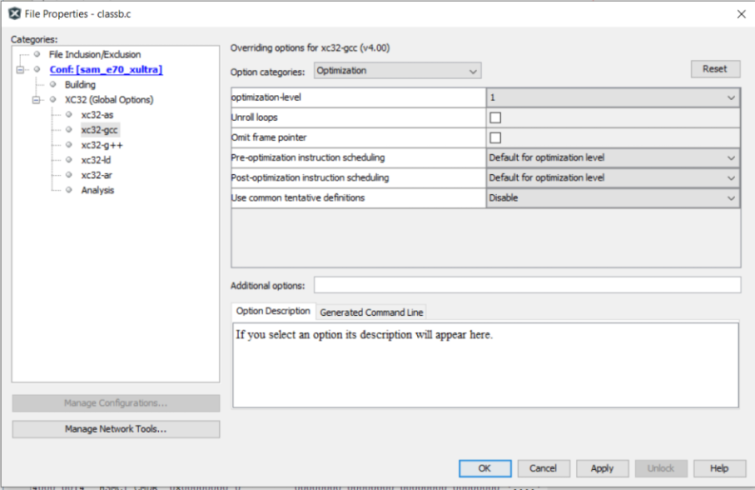 File Properties - classb.c
Categories:
File Inclusion/Exclusion
Conf: [sam_e70_xultra]
Building
XC32 (Global Options)
xc32-as
xc32-gcc
xc32-g++
xc32-ld
xc32-ar
Analysis
Manage Configurations...
Manage Network Tools...
Overriding options for xc32-gcc (v4.00)
Option categories: Optimization Reset
optimization-level 1
Unroll loops
Omit frame pointer
Pre-optimization instruction scheduling Default for optimization level
Post-optimization instruction scheduling Default for optimization level
Use common tentative definitions Disable
Additional options:
Option Description Generated Command Line
If you select an option its description will appear here.
OK Cancel Apply Unlock Help